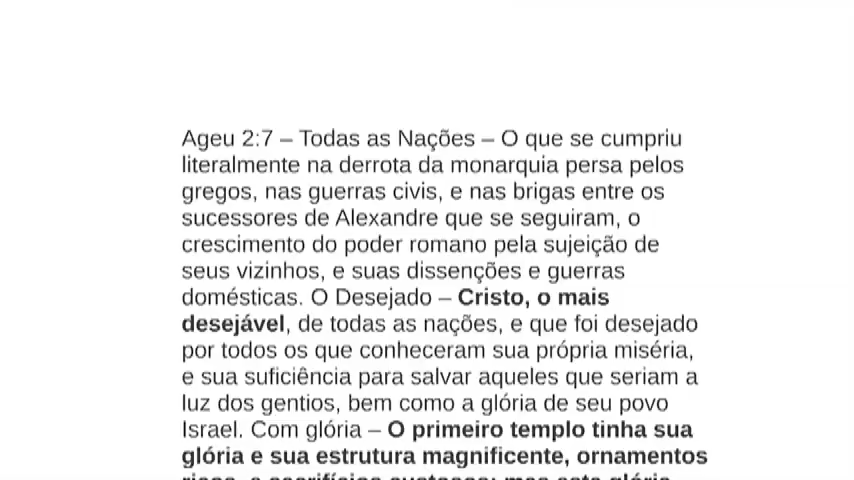 Ageu 2:7 – Todas as Nações – O que se cumpriu
literalmente na derrota da monarquia persa pelos
gregos, nas guerras civis, e nas brigas entre os
sucessores de Alexandre que se seguiram, o
crescimento do poder romano pela sujeição de
seus vizinhos, e suas dissenções e guerras
domésticas. O Desejado – Cristo, o mais
desejável, de todas as nações, e que foi desejado
por todos os que conheceram sua própria miséria,
e sua suficiência para salvar aqueles que seriam a
luz dos gentios, bem como a glória de seu povo
Israel. Com glória – O primeiro templo tinha sua
glória e sua estrutura magnificente, ornamentos